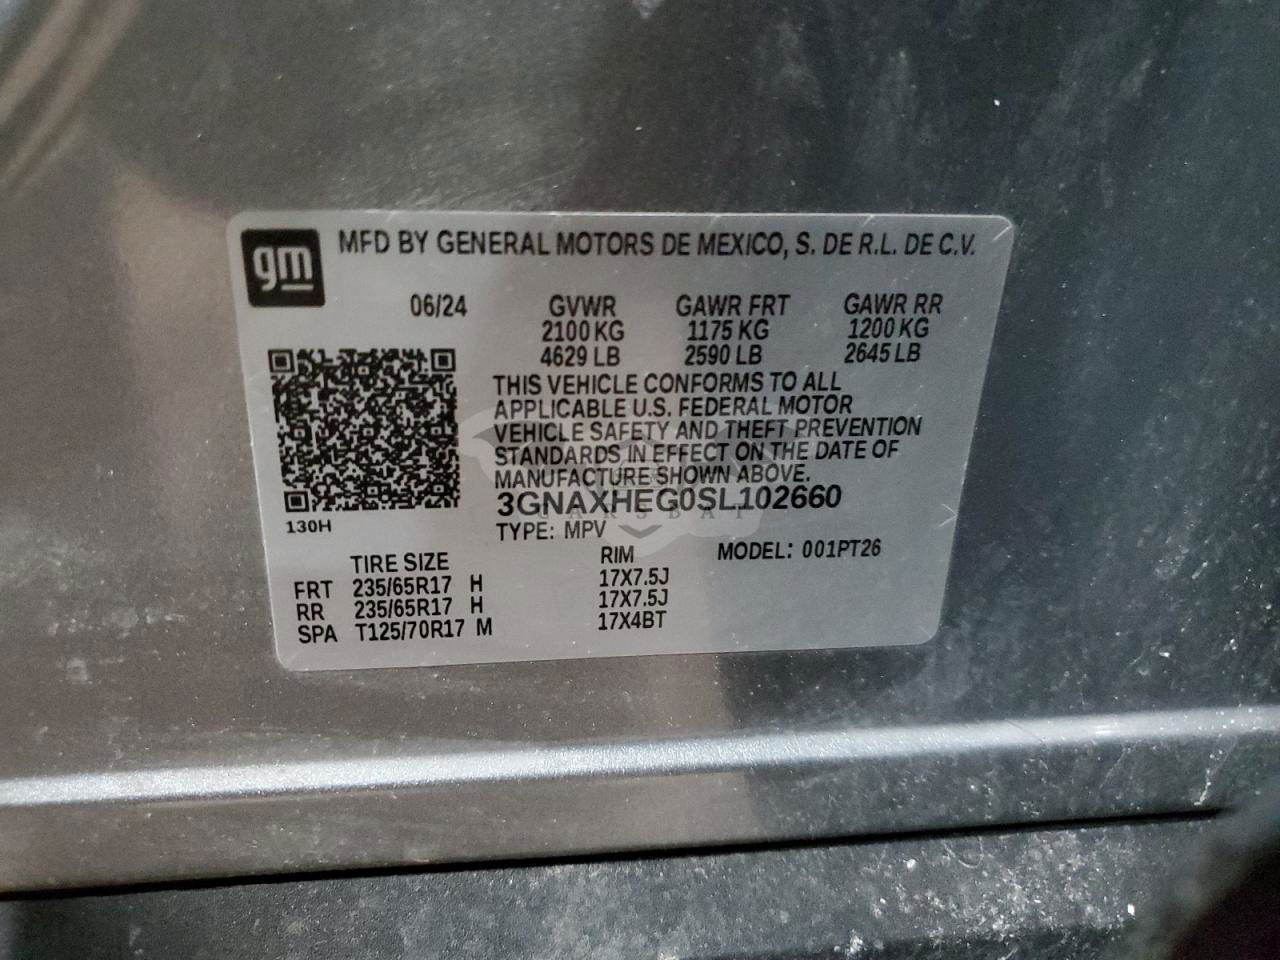 gm
MFD BY GENERAL MOTORS DE MEXICO, S. DE R.L. DE C.V.
06/24 GVWR GAWR FRT GAWR RR
2100 KG 1175 KG 1200 KG
4629 LB 2590 LB 2645 LB
THIS VEHICLE CONFORMS TO ALL
APPLICABLE U.S. FEDERAL MOTOR
VEHICLE SAFETY AND THEFT PREVENTION
STANDARDS IN EFFECT ON THE DATE OF
MANUFACTURE SHOWN ABOVE.
3GNAXHEG0SL102660
CARSBAT
130H
TYPE: MPV
MODEL: 001PT26
TIRE SIZE RIM
FRT 235/65R17 H 17X7.5J
RR 235/65R17 H 17X7.5J
SPA T125/70R17 M 17X4BT